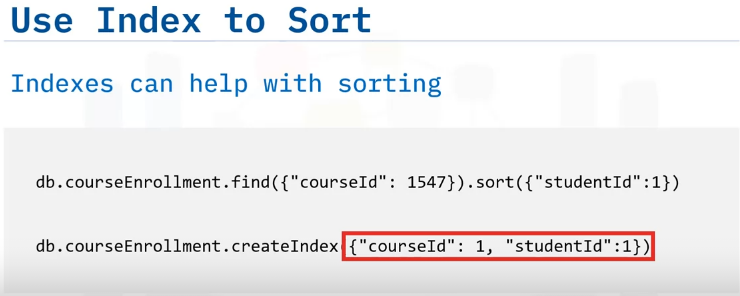 Use Index to Sort
Indexes can help with sorting
db.courseEnrollment.find({"courseId": 1547}).sort({"studentId":1})
db.courseEnrollment.createIndex({"courseId": 1, "studentId":1})